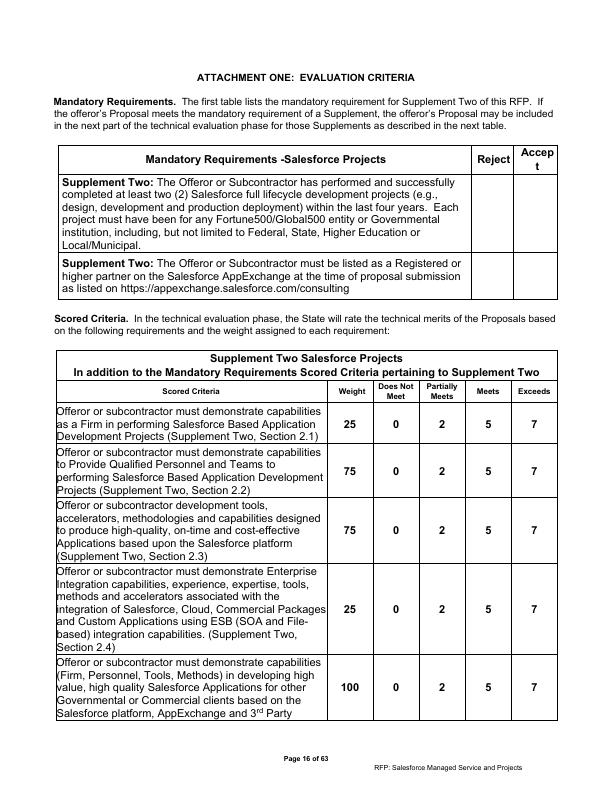 ATTACHMENT ONE:  EVALUATION CRITERIA
Mandatory Requirements.  The first table lists the mandatory requirement for Supplement Two of this RFP.  If
the offeror's Proposal meets the mandatory requirement of a Supplement, the offeror's Proposal may be included
in the next part of the technical evaluation phase for those Supplements as described in the next table.
Mandatory Requirements -Salesforce Projects
Reject
Accep
t
Supplement Two: The Offeror or Subcontractor has performed and successfully
completed at least two (2) Salesforce full lifecycle development projects (e.g.,
design, development and production deployment) within the last four years.  Each
project must have been for any Fortune500/Global500 entity or Governmental
institution, including, but not limited to Federal, State, Higher Education or
Local/Municipal.
Supplement Two: The Offeror or Subcontractor must be listed as a Registered or
higher partner on the Salesforce AppExchange at the time of proposal submission
as listed on https://appexchange.salesforce.com/consulting
Scored Criteria.  In the technical evaluation phase, the State will rate the technical merits of the Proposals based
on the following requirements and the weight assigned to each requirement:
Supplement Two Salesforce Projects
In addition to the Mandatory Requirements Scored Criteria pertaining to Supplement Two
Scored Criteria
Weight
Does Not
Meet
Partially
Meets
Meets
Exceeds
Offeror or subcontractor must demonstrate capabilities
as a Firm in performing Salesforce Based Application
Development Projects (Supplement Two, Section 2.1)
25
0
2
5
7
Offeror or subcontractor must demonstrate capabilities
to Provide Qualified Personnel and Teams to
performing Salesforce Based Application Development
Projects (Supplement Two, Section 2.2)
75
0
2
5
7
Offeror or subcontractor development tools,
accelerators, methodologies and capabilities designed
to produce high-quality, on-time and cost-effective
Applications based upon the Salesforce platform
(Supplement Two, Section 2.3)
75
0
2
5
7
Offeror or subcontractor must demonstrate Enterprise
Integration capabilities, experience, expertise, tools,
methods and accelerators associated with the
integration of Salesforce, Cloud, Commercial Packages
and Custom Applications using ESB (SOA and File-
based) integration capabilities. (Supplement Two,
Section 2.4)
25
0
2
5
7
Offeror or subcontractor must demonstrate capabilities
(Firm, Personnel, Tools, Methods) in developing high
value, high quality Salesforce Applications for other
Governmental or Commercial clients based on the
Salesforce platform, AppExchange and 3rd Party
100
0
2
5
7
Page 16 of 63
RFP: Salesforce Managed Service and Projects